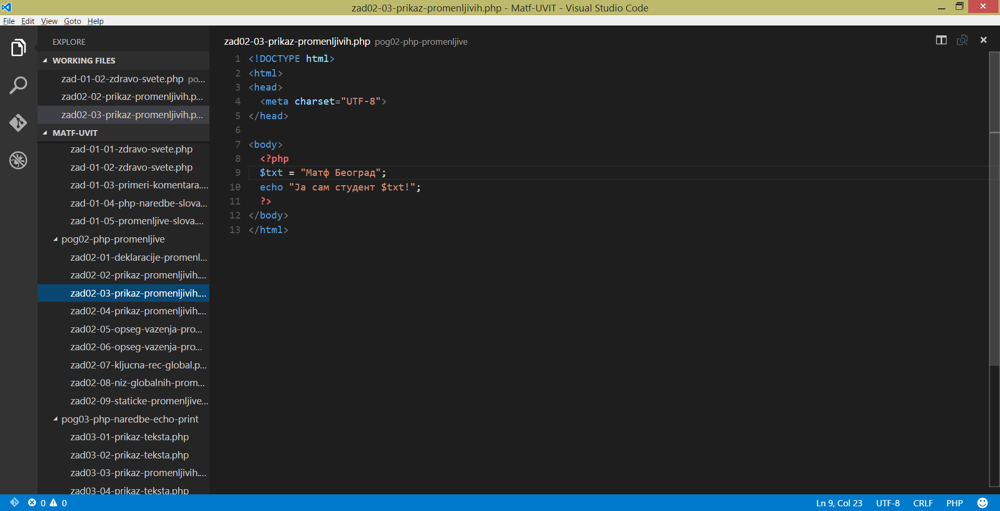 zad02-03-prikaz-promenljivih.php - Matf-UVIT - Visual Studio Code
File Edit View Goto Help
EXPLORE
WORKING FILES
zad-01-02-zdravo-svete.php po...
zad02-02-prikaz-promenljivih.p...
zad02-03-prikaz-promenljivih.p...
MATF-UVIT
zad-01-01-zdravo-svete.php
zad-01-02-zdravo-svete.php
zad-01-03-primeri-komentara....
zad-01-04-php-naredbe-slova...
zad-01-05-promenljive-slova....
pog02-php-promenljive
zad02-01-deklaracije-promenl...
zad02-02-prikaz-promenljivih....
zad02-03-prikaz-promenljivih....
zad02-04-prikaz-promenljivih....
zad02-05-opseg-vazenja-pro...
zad02-06-opseg-vazenja-pro...
zad02-07-kljucna-rec-global.p...
zad02-08-niz-globalnih-prom...
zad02-09-staticke-promenljive...
pog03-php-naredbe-echo-print
zad03-01-prikaz-teksta.php
zad03-02-prikaz-teksta.php
zad03-03-prikaz-promenljivih....
zad03-04-prikaz-teksta.php
zad02-03-prikaz-promenljivih.php pog02-php-promenljive
1 <!DOCTYPE html>
2 <html>
3 <head>
4 <meta charset="UTF-8">
5 </head>
6
7 <body>
8 <?php
9 $txt = "Матф Београд";
10 echo "Ја сам студент $txt!";
11 ?>
12 </body>
13 </html>
0 0
Ln 9, Col 23 UTF-8 CRLF PHP